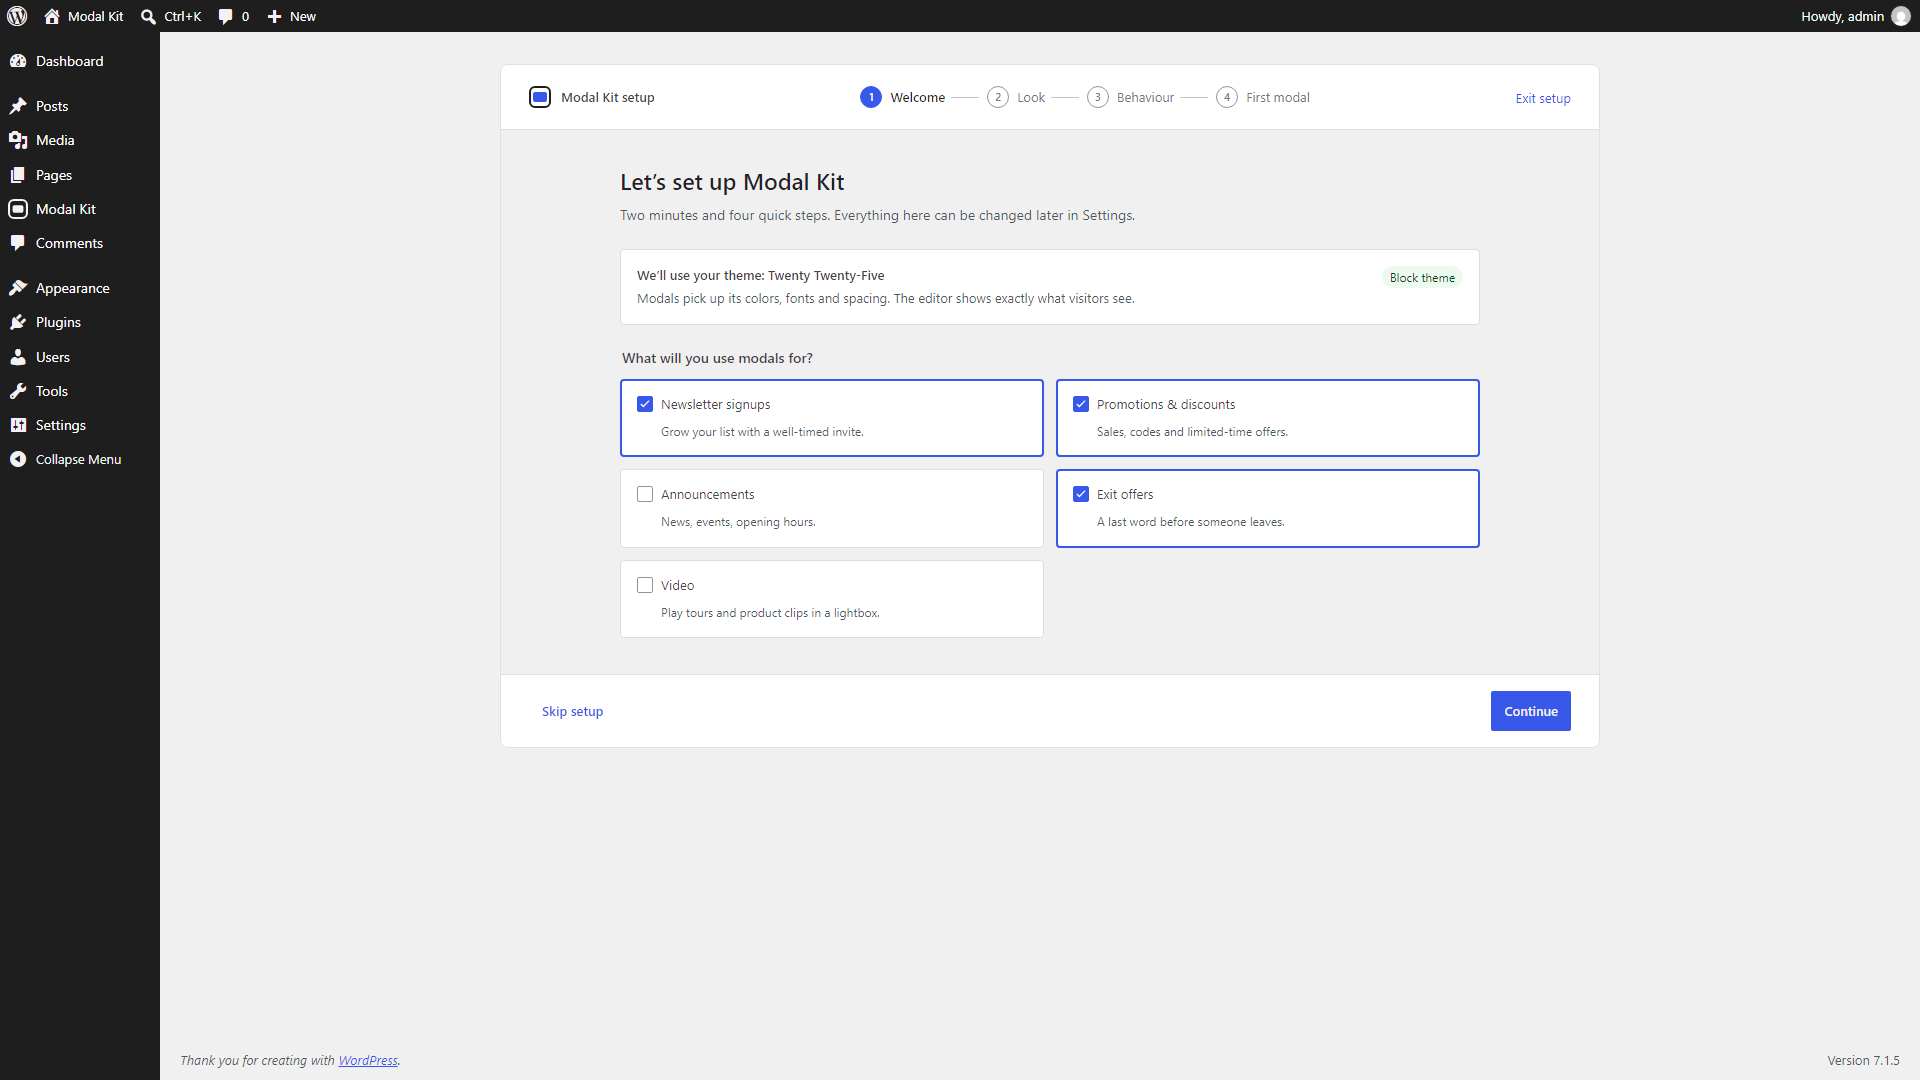 Modal Kit
Ctrl+K
0
New
Howdy, admin
Dashboard
Posts
Media
Pages
Modal Kit
Comments
Appearance
Plugins
Users
Tools
Settings
Collapse Menu
Modal Kit setup
1 Welcome
2 Look
3 Behaviour
4 First modal
Exit setup
Let’s set up Modal Kit
Two minutes and four quick steps. Everything here can be changed later in Settings.
We’ll use your theme: Twenty Twenty-Five
Block theme
Modals pick up its colors, fonts and spacing. The editor shows exactly what visitors see.
What will you use modals for?
Newsletter signups
Grow your list with a well-timed invite.
Promotions & discounts
Sales, codes and limited-time offers.
Announcements
News, events, opening hours.
Exit offers
A last word before someone leaves.
Video
Play tours and product clips in a lightbox.
Skip setup
Continue
Thank you for creating with WordPress.
Version 7.1.5